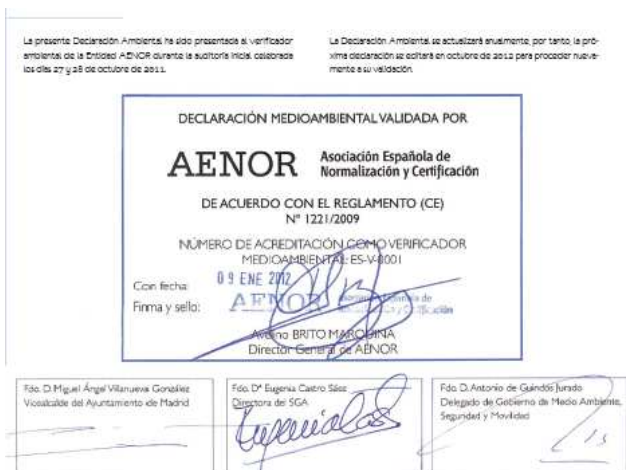 La presente Declaración Ambiental ha sido presentada al verificador
ambiental de la Entidad AENOR durante la auditoría inicial celebrada
los días 27 y 28 de octubre de 2011.
La Declaración Ambiental se actualizará anualmente, por tanto, la pró-
xima declaración se editará en octubre de 2012 para proceder nueva-
mente a su validación.
DECLARACIÓN MEDIOAMBIENTAL VALIDADA POR
AENOR Asociación Española de
Normalización y Certificación
DE ACUERDO CON EL REGLAMENTO (CE)
Nº 1221/2009
NÚMERO DE ACREDITACIÓN COMO VERIFICADOR
MEDIOAMBIENTAL: ES-V-0001
Con fecha: 09 ENE 2012
Firma y sello: AENOR Asociación Española de
Normalización y Certificación
Avelino BRITO MARQUINA
Director General de AENOR
Fdo. D. Miguel Ángel Villanueva González
Vicealcalde del Ayuntamiento de Madrid
Fdo. Dª Eugenia Castro Sáez
Directora del SGA
Fdo. D. Antonio de Guindos Jurado
Delegado de Gobierno de Medio Ambiente,
Seguridad y Movilidad